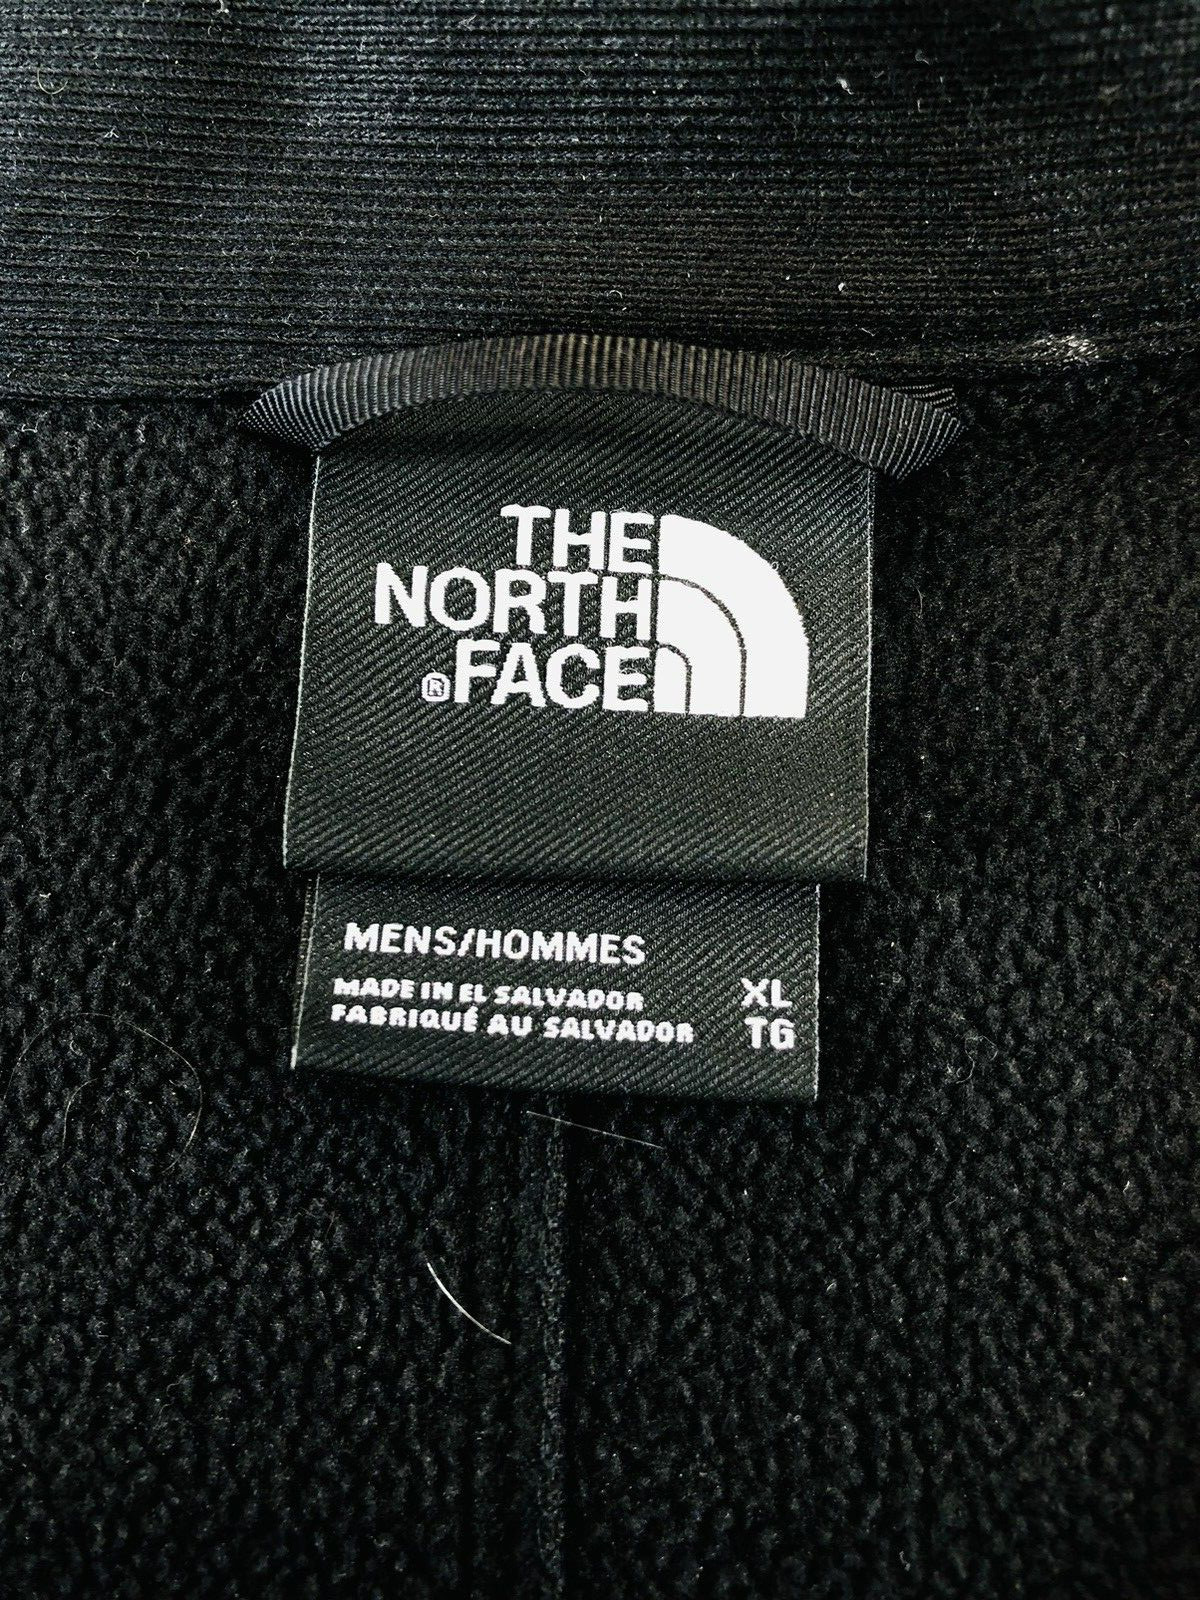 THE
NORTH
®FACE
MENS/HOMMES
MADE IN EL SALVADOR XL
FABRIQUÉ AU SALVADOR TG